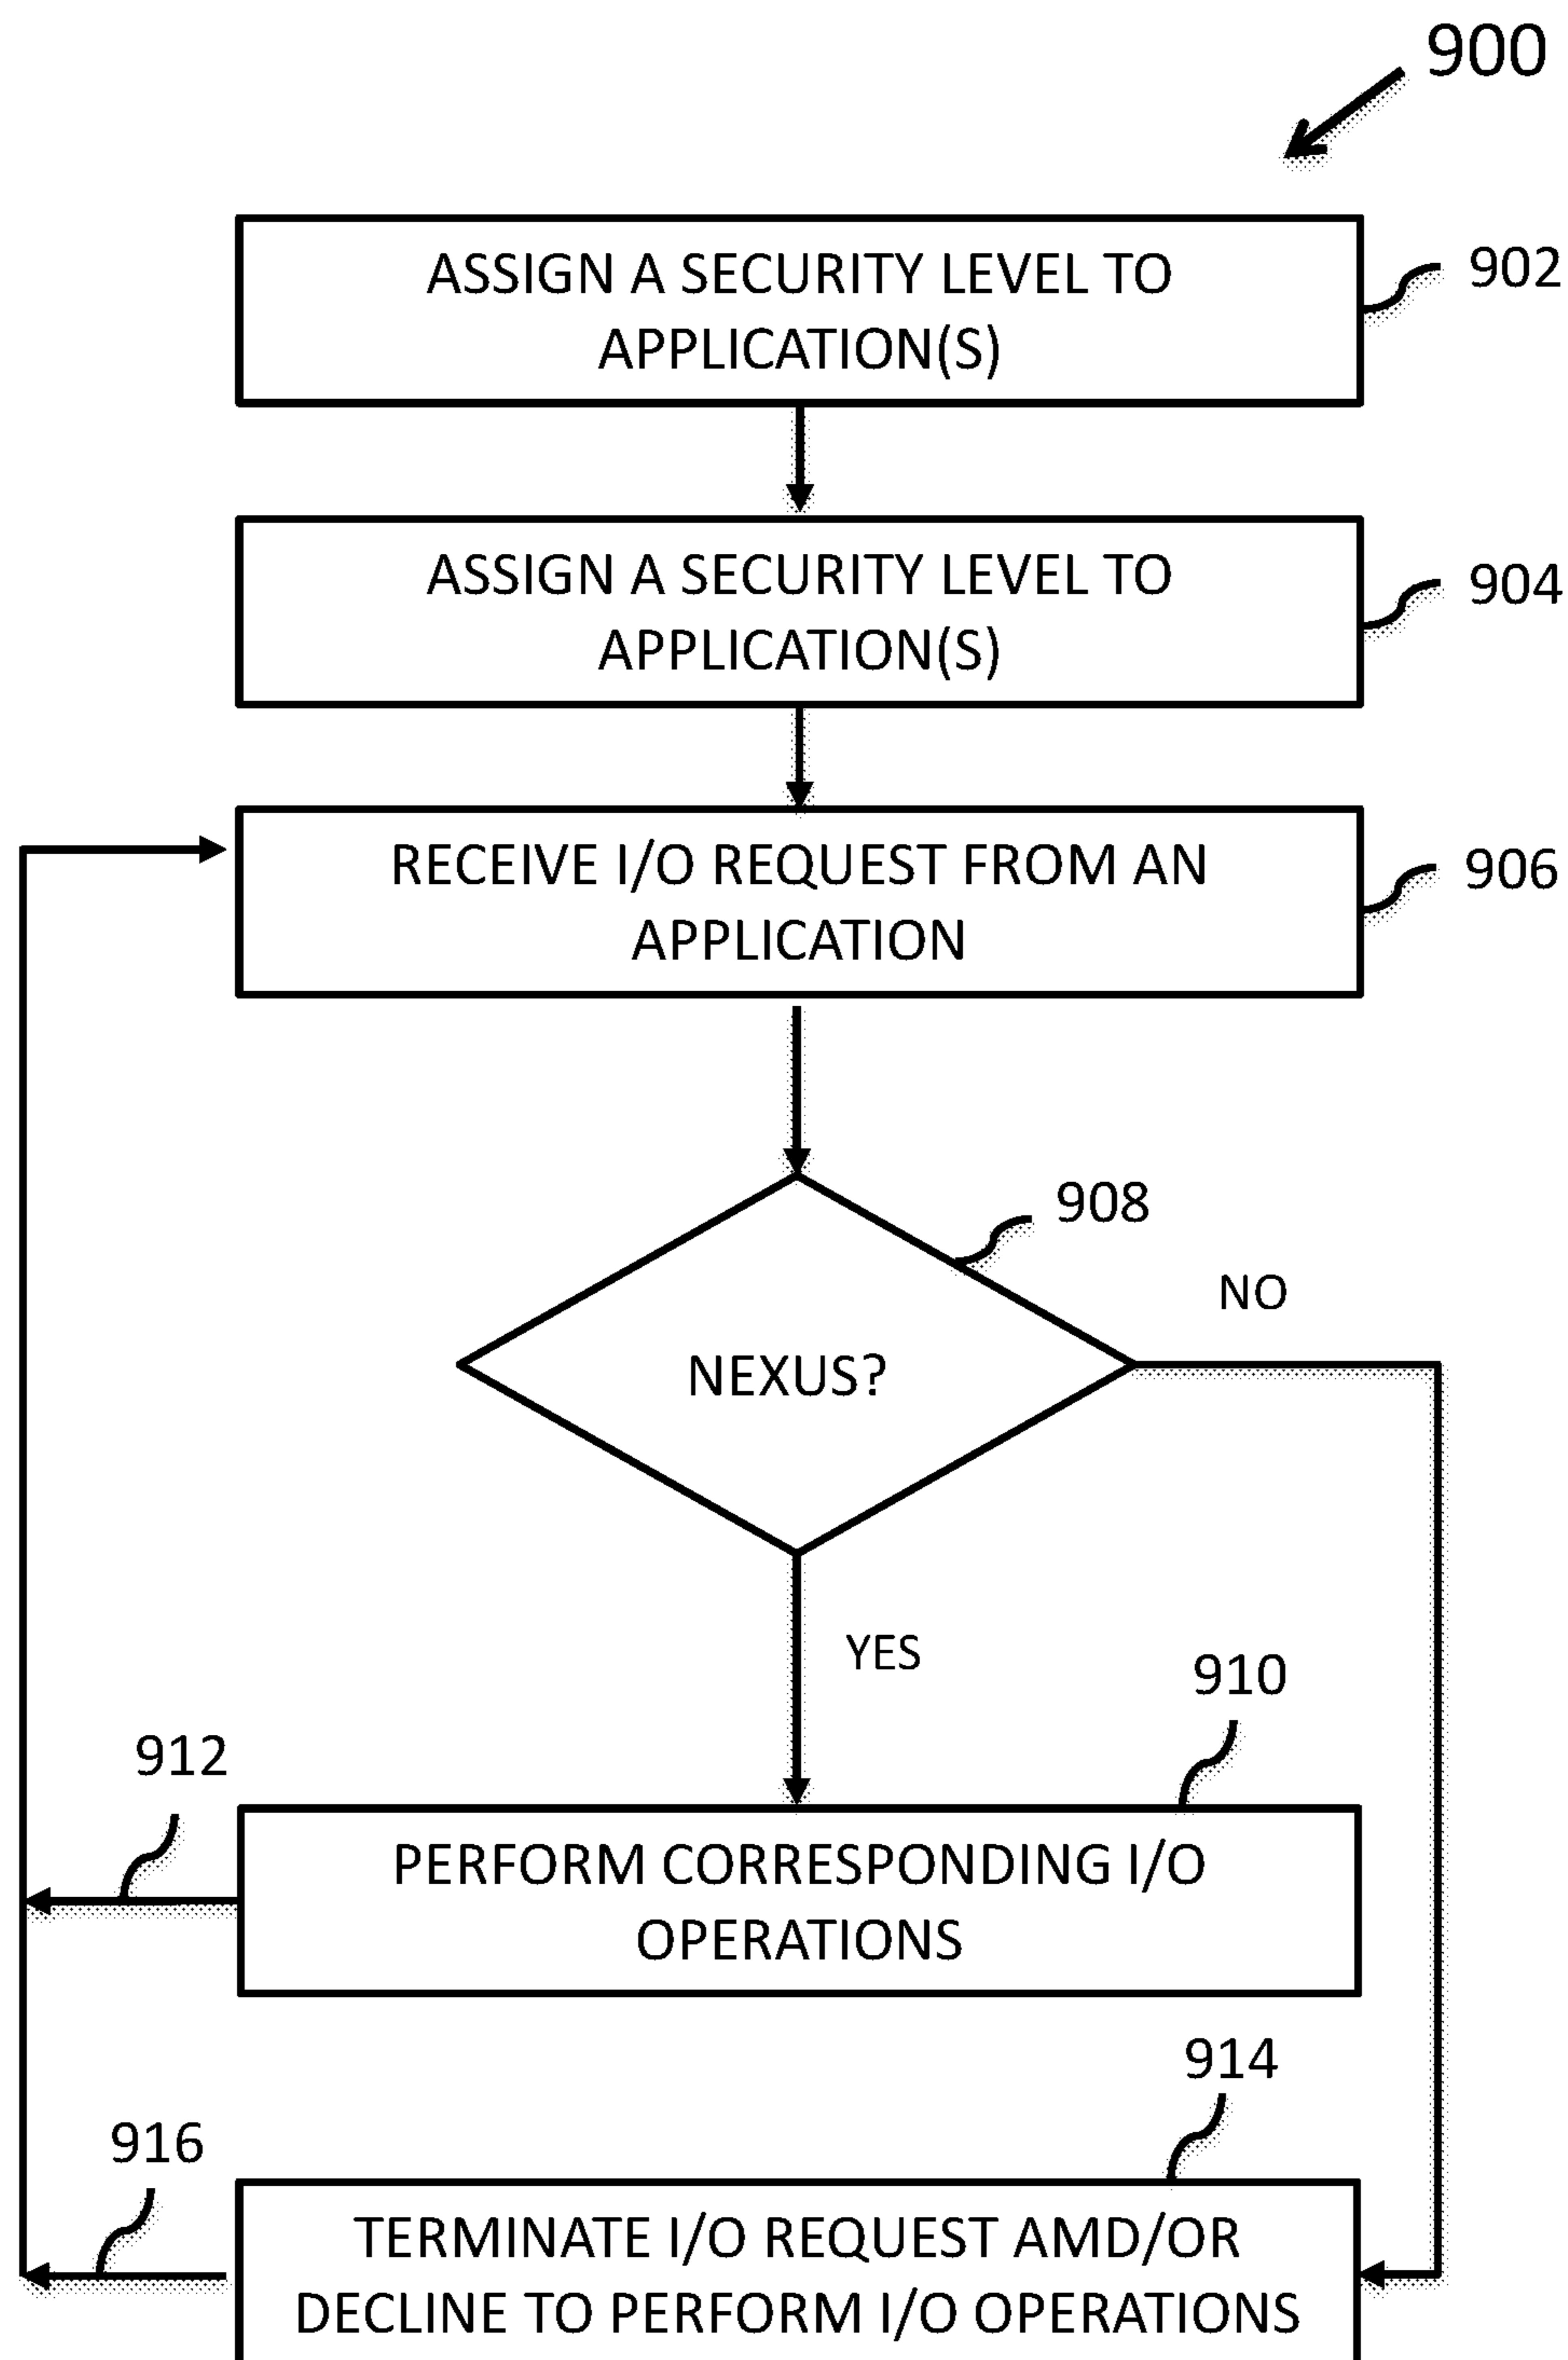 900
ASSIGN A SECURITY LEVEL TO
APPLICATION(S)
902
ASSIGN A SECURITY LEVEL TO
APPLICATION(S)
904
RECEIVE I/O REQUEST FROM AN
APPLICATION
906
908
NO
NEXUS?
YES
910
912
PERFORM CORRESPONDING I/O
OPERATIONS
914
916
TERMINATE I/O REQUEST AMD/OR
DECLINE TO PERFORM I/O OPERATIONS